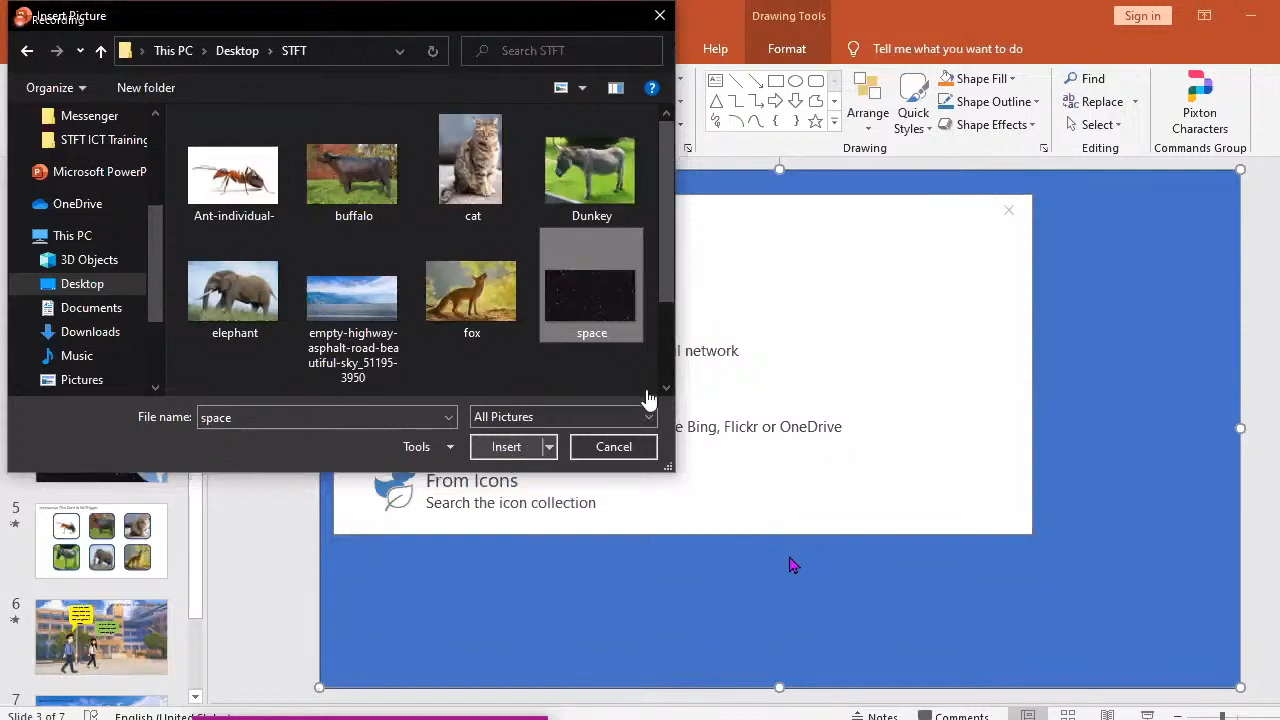 Insert Picture
Recording
Drawing Tools
Sign in
Help
Format
Tell me what you want to do
This PC
Desktop
STFT
Search STFT
Organize
New folder
Messenger
STFT ICT Training
Microsoft PowerP
OneDrive
This PC
3D Objects
Desktop
Documents
Downloads
Music
Pictures
Ant-individual-
buffalo
cat
Dunkey
elephant
empty-highway-
asphalt-road-bea
utiful-sky_51195-
3950
fox
space
File name:
space
All Pictures
Tools
Insert
Cancel
Arrange
Quick
Styles
Shape Fill
Shape Outline
Shape Effects
Drawing
Find
Replace
Select
Editing
Pixton
Characters
Commands Group
l network
e Bing, Flickr or OneDrive
From Icons
Search the icon collection
5
6
7
Slide 3 of 7
Notes
Comments